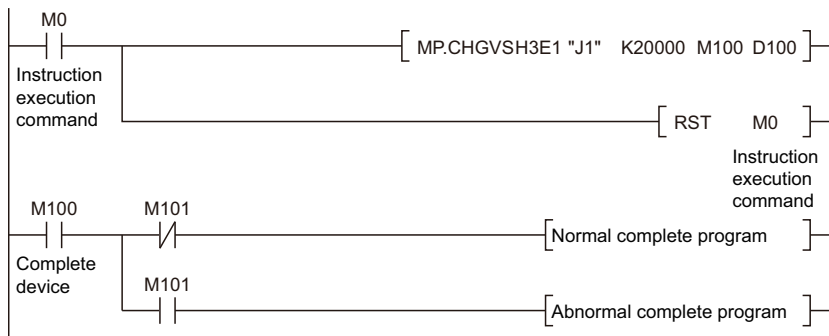 M0
MP.CHGVSH3E1 "J1" K20000 M100 D100
Instruction
execution
command
RST M0
Instruction
execution
command
M100 M101
Normal complete program
Complete
device
M101
Abnormal complete program